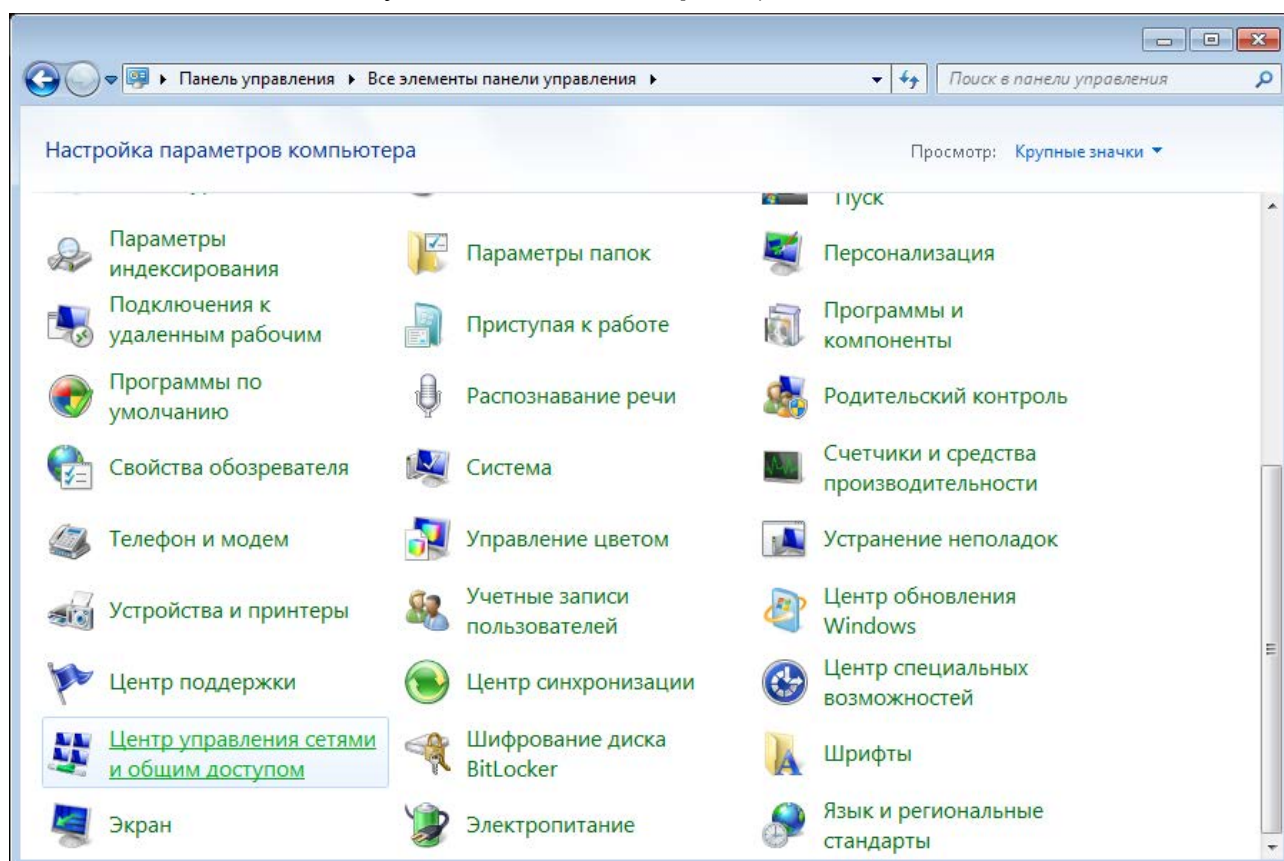 Панель управления ▸ Все элементы панели управления ▸
Поиск в панели управления
Настройка параметров компьютера
Просмотр: Крупные значки
Пуск
Параметры
индексирования
Параметры папок
Персонализация
Подключения к
удаленным рабочим
Приступая к работе
Программы и
компоненты
Программы по
умолчанию
Распознавание речи
Родительский контроль
Свойства обозревателя
Система
Счетчики и средства
производительности
Телефон и модем
Управление цветом
Устранение неполадок
Устройства и принтеры
Учетные записи
пользователей
Центр обновления
Windows
Центр поддержки
Центр синхронизации
Центр специальных
возможностей
Центр управления сетями
и общим доступом
Шифрование диска
BitLocker
Шрифты
Экран
Электропитание
Язык и региональные
стандарты